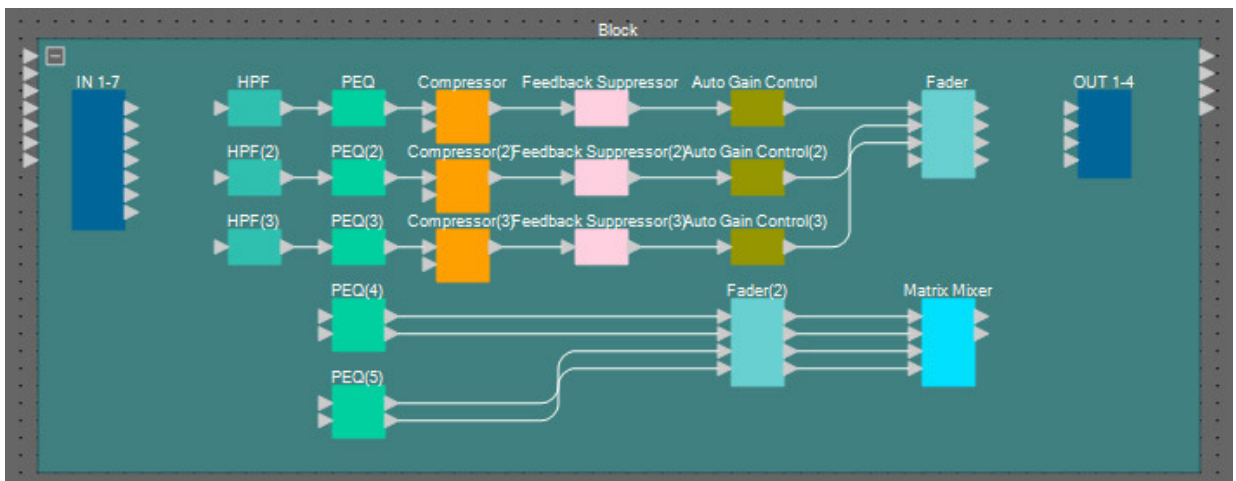 Block
IN 1-7 HPF PEQ Compressor Feedback Suppressor Auto Gain Control Fader OUT 1-4
HPF(2) PEQ(2) Compressor(2) Feedback Suppressor(2) Auto Gain Control(2)
HPF(3) PEQ(3) Compressor(3) Feedback Suppressor(3) Auto Gain Control(3)
PEQ(4) Fader(2) Matrix Mixer
PEQ(5)